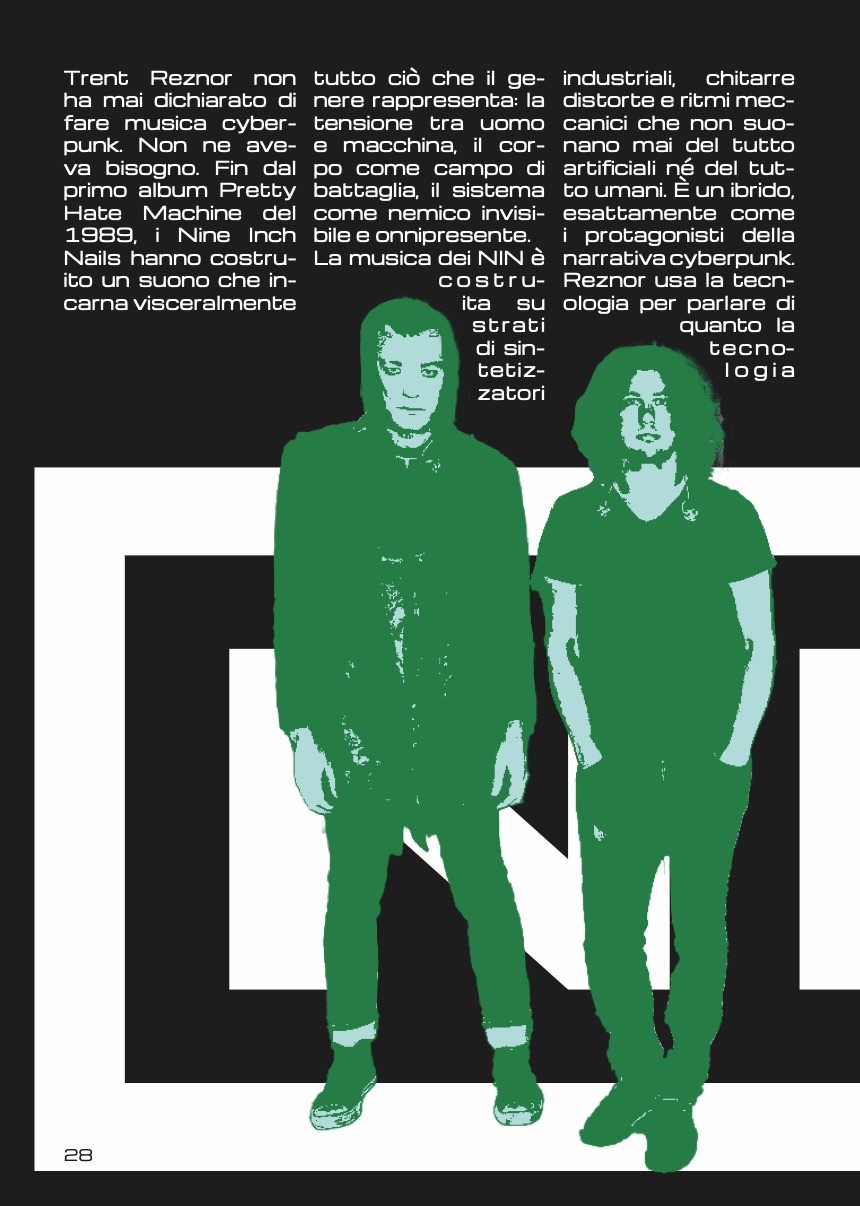 Trent Reznor non
ha mai dichiarato di
fare musica cyber-
punk. Non ne ave-
va bisogno. Fin dal
primo album Pretty
Hate Machine del
1989, i Nine Inch
Nails hanno costru-
ito un suono che in-
carna visceralmente
tutto ciò che il ge-
nere rappresenta: la
tensione tra uomo
e macchina, il cor-
po come campo di
battaglia, il sistema
come nemico invisi-
bile e onnipresente.
La musica dei NIN è
costru-
ita su
strati
di sin-
tetiz-
zatori
industriali, chitarre
distorte e ritmi mec-
canici che non suo-
nano mai del tutto
artificiali né del tut-
to umani. È un ibrido,
esattamente come
i protagonisti della
narrativa cyberpunk.
Reznor usa la tecn-
ologia per parlare di
quanto la
tecno-
logia
N
28